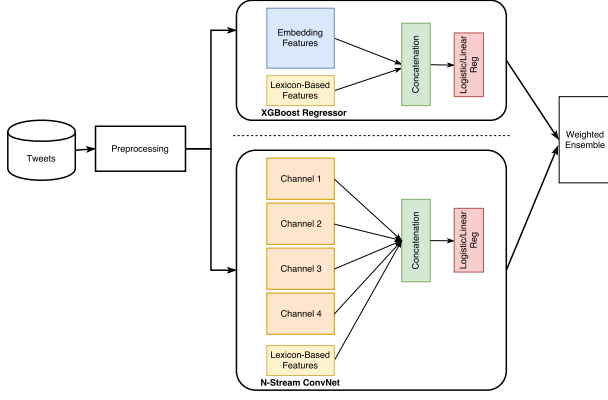 Tweets
Preprocessing
Embedding
Features
Lexicon-Based
Features
Concatenation
Logistic/Linear
Reg
XGBoost Regressor
Channel 1
Channel 2
Channel 3
Channel 4
Lexicon-Based
Features
Concatenation
Logistic/Linear
Reg
N-Stream ConvNet
Weighted
Ensemble